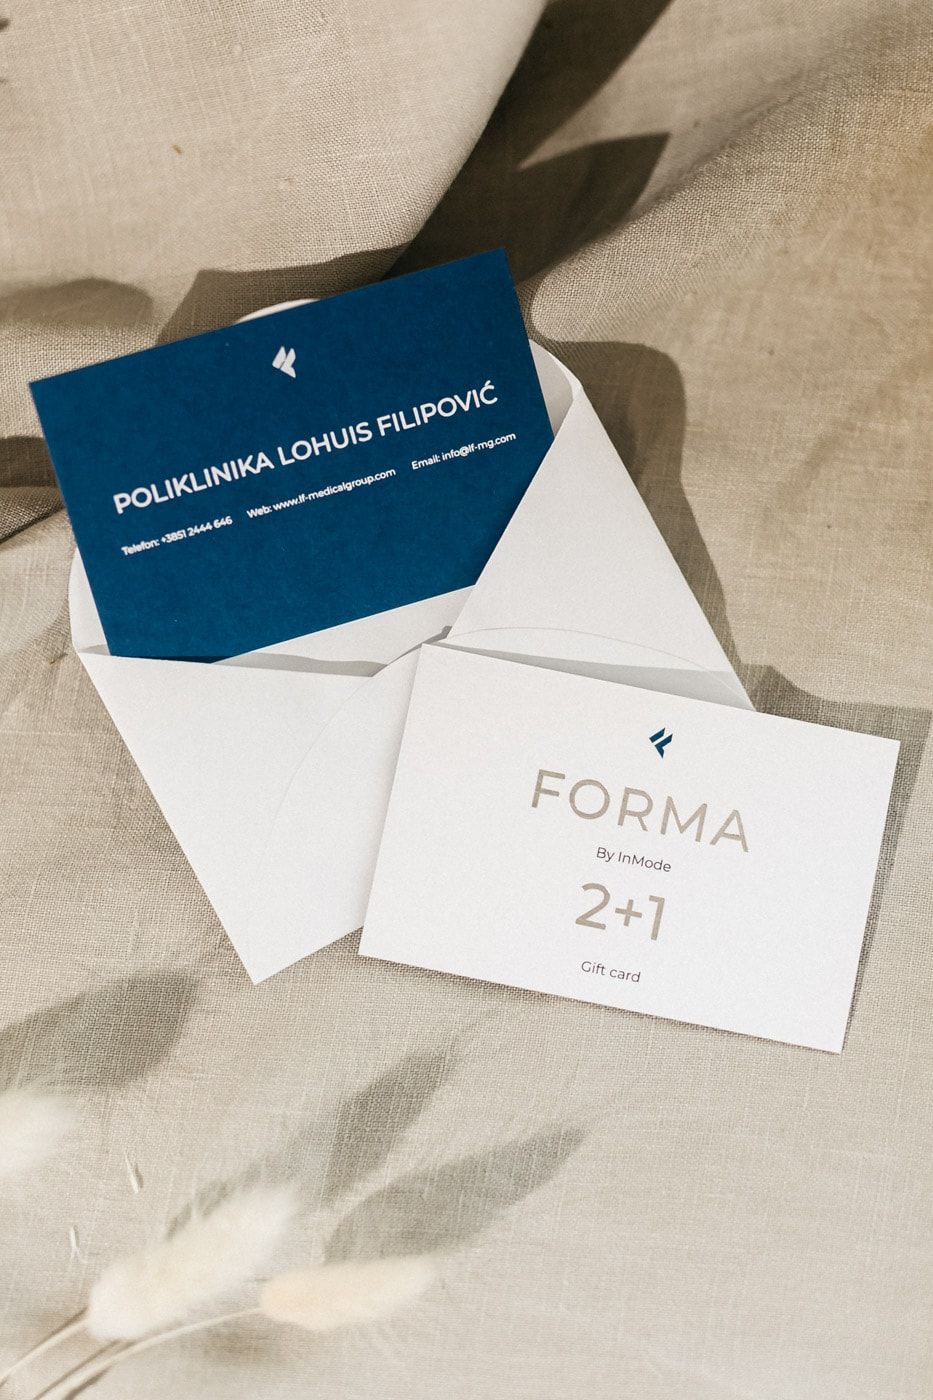 POLIKLINIKA LOHUIS FILIPOVIĆ
Telefon: +3851 2444 646 Web: www.lf-medicalgroup.com Email: info@lf-mg.com
FORMA
By InMode
2+1
Gift card